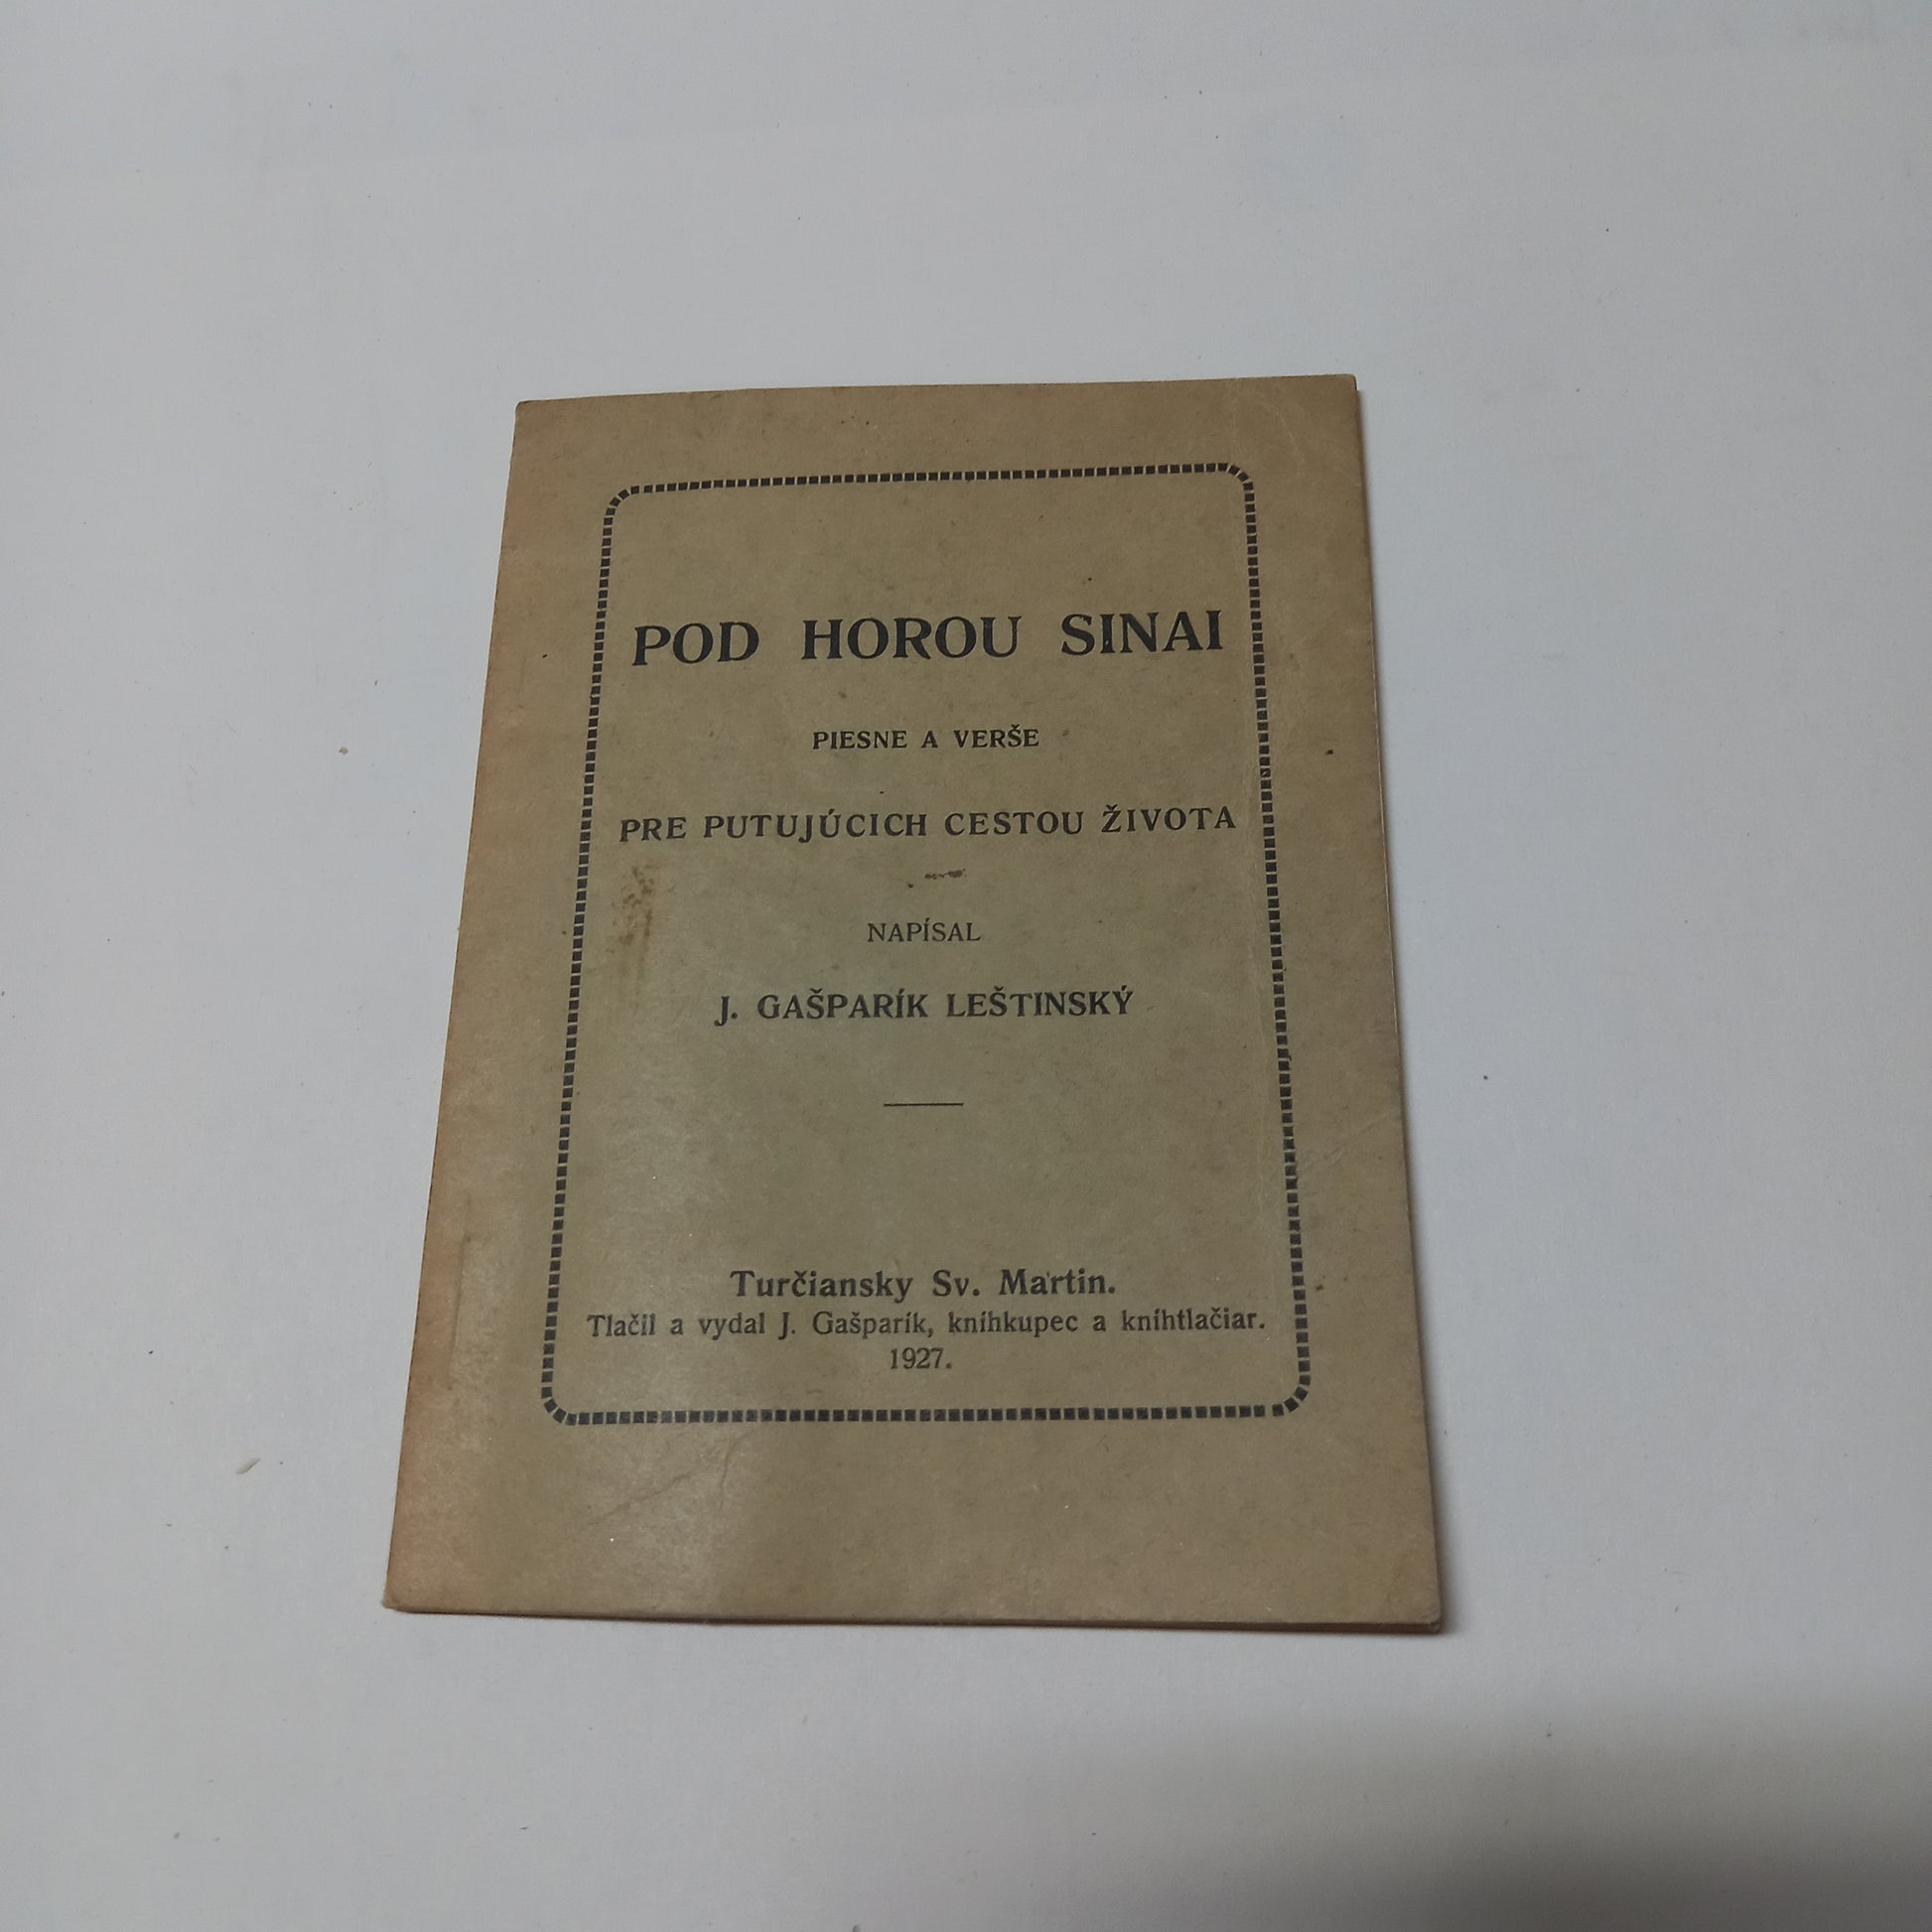 POD HOROU SINAI
PIESNE A VERŠE
PRE PUTUJÚCICH CESTOU ŽIVOTA
NAPÍSAL
J. GAŠPARÍK LEŠTINSKÝ
Turčiansky Sv. Martin.
Tlačil a vydal J. Gašparík, kníhkupec a kníhtlačiar.
1927.